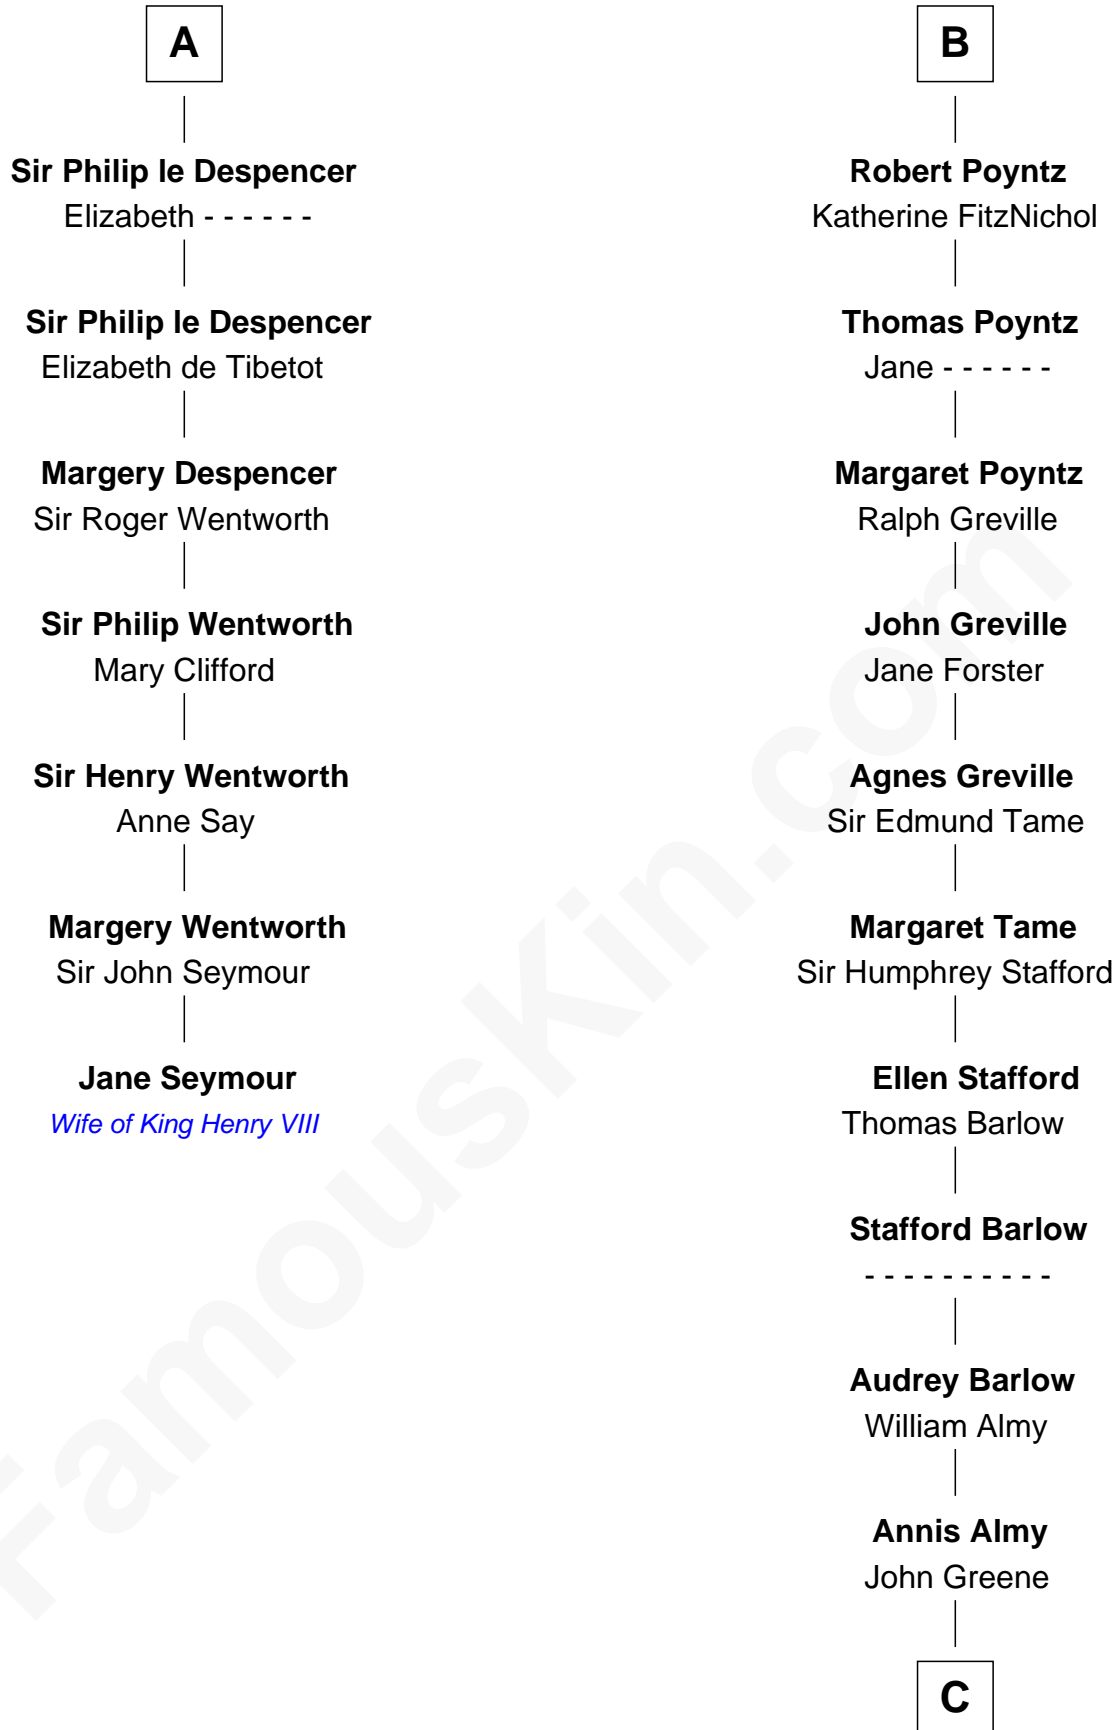 A
Sir Philip le Despencer
Elizabeth - - - - - -
Sir Philip le Despencer
Elizabeth de Tibetot
Margery Despencer
Sir Roger Wentworth
Sir Philip Wentworth
Mary Clifford
Sir Henry Wentworth
Anne Say
Margery Wentworth
Sir John Seymour
Jane Seymour
Wife of King Henry VIII
B
Robert Poyntz
Katherine FitzNichol
Thomas Poyntz
Jane - - - - - -
Margaret Poyntz
Ralph Greville
John Greville
Jane Forster
Agnes Greville
Sir Edmund Tame
Margaret Tame
Sir Humphrey Stafford
Ellen Stafford
Thomas Barlow
Stafford Barlow
- - - - - - - - - -
Audrey Barlow
William Almy
Annis Almy
John Greene
C
FamousKin.com